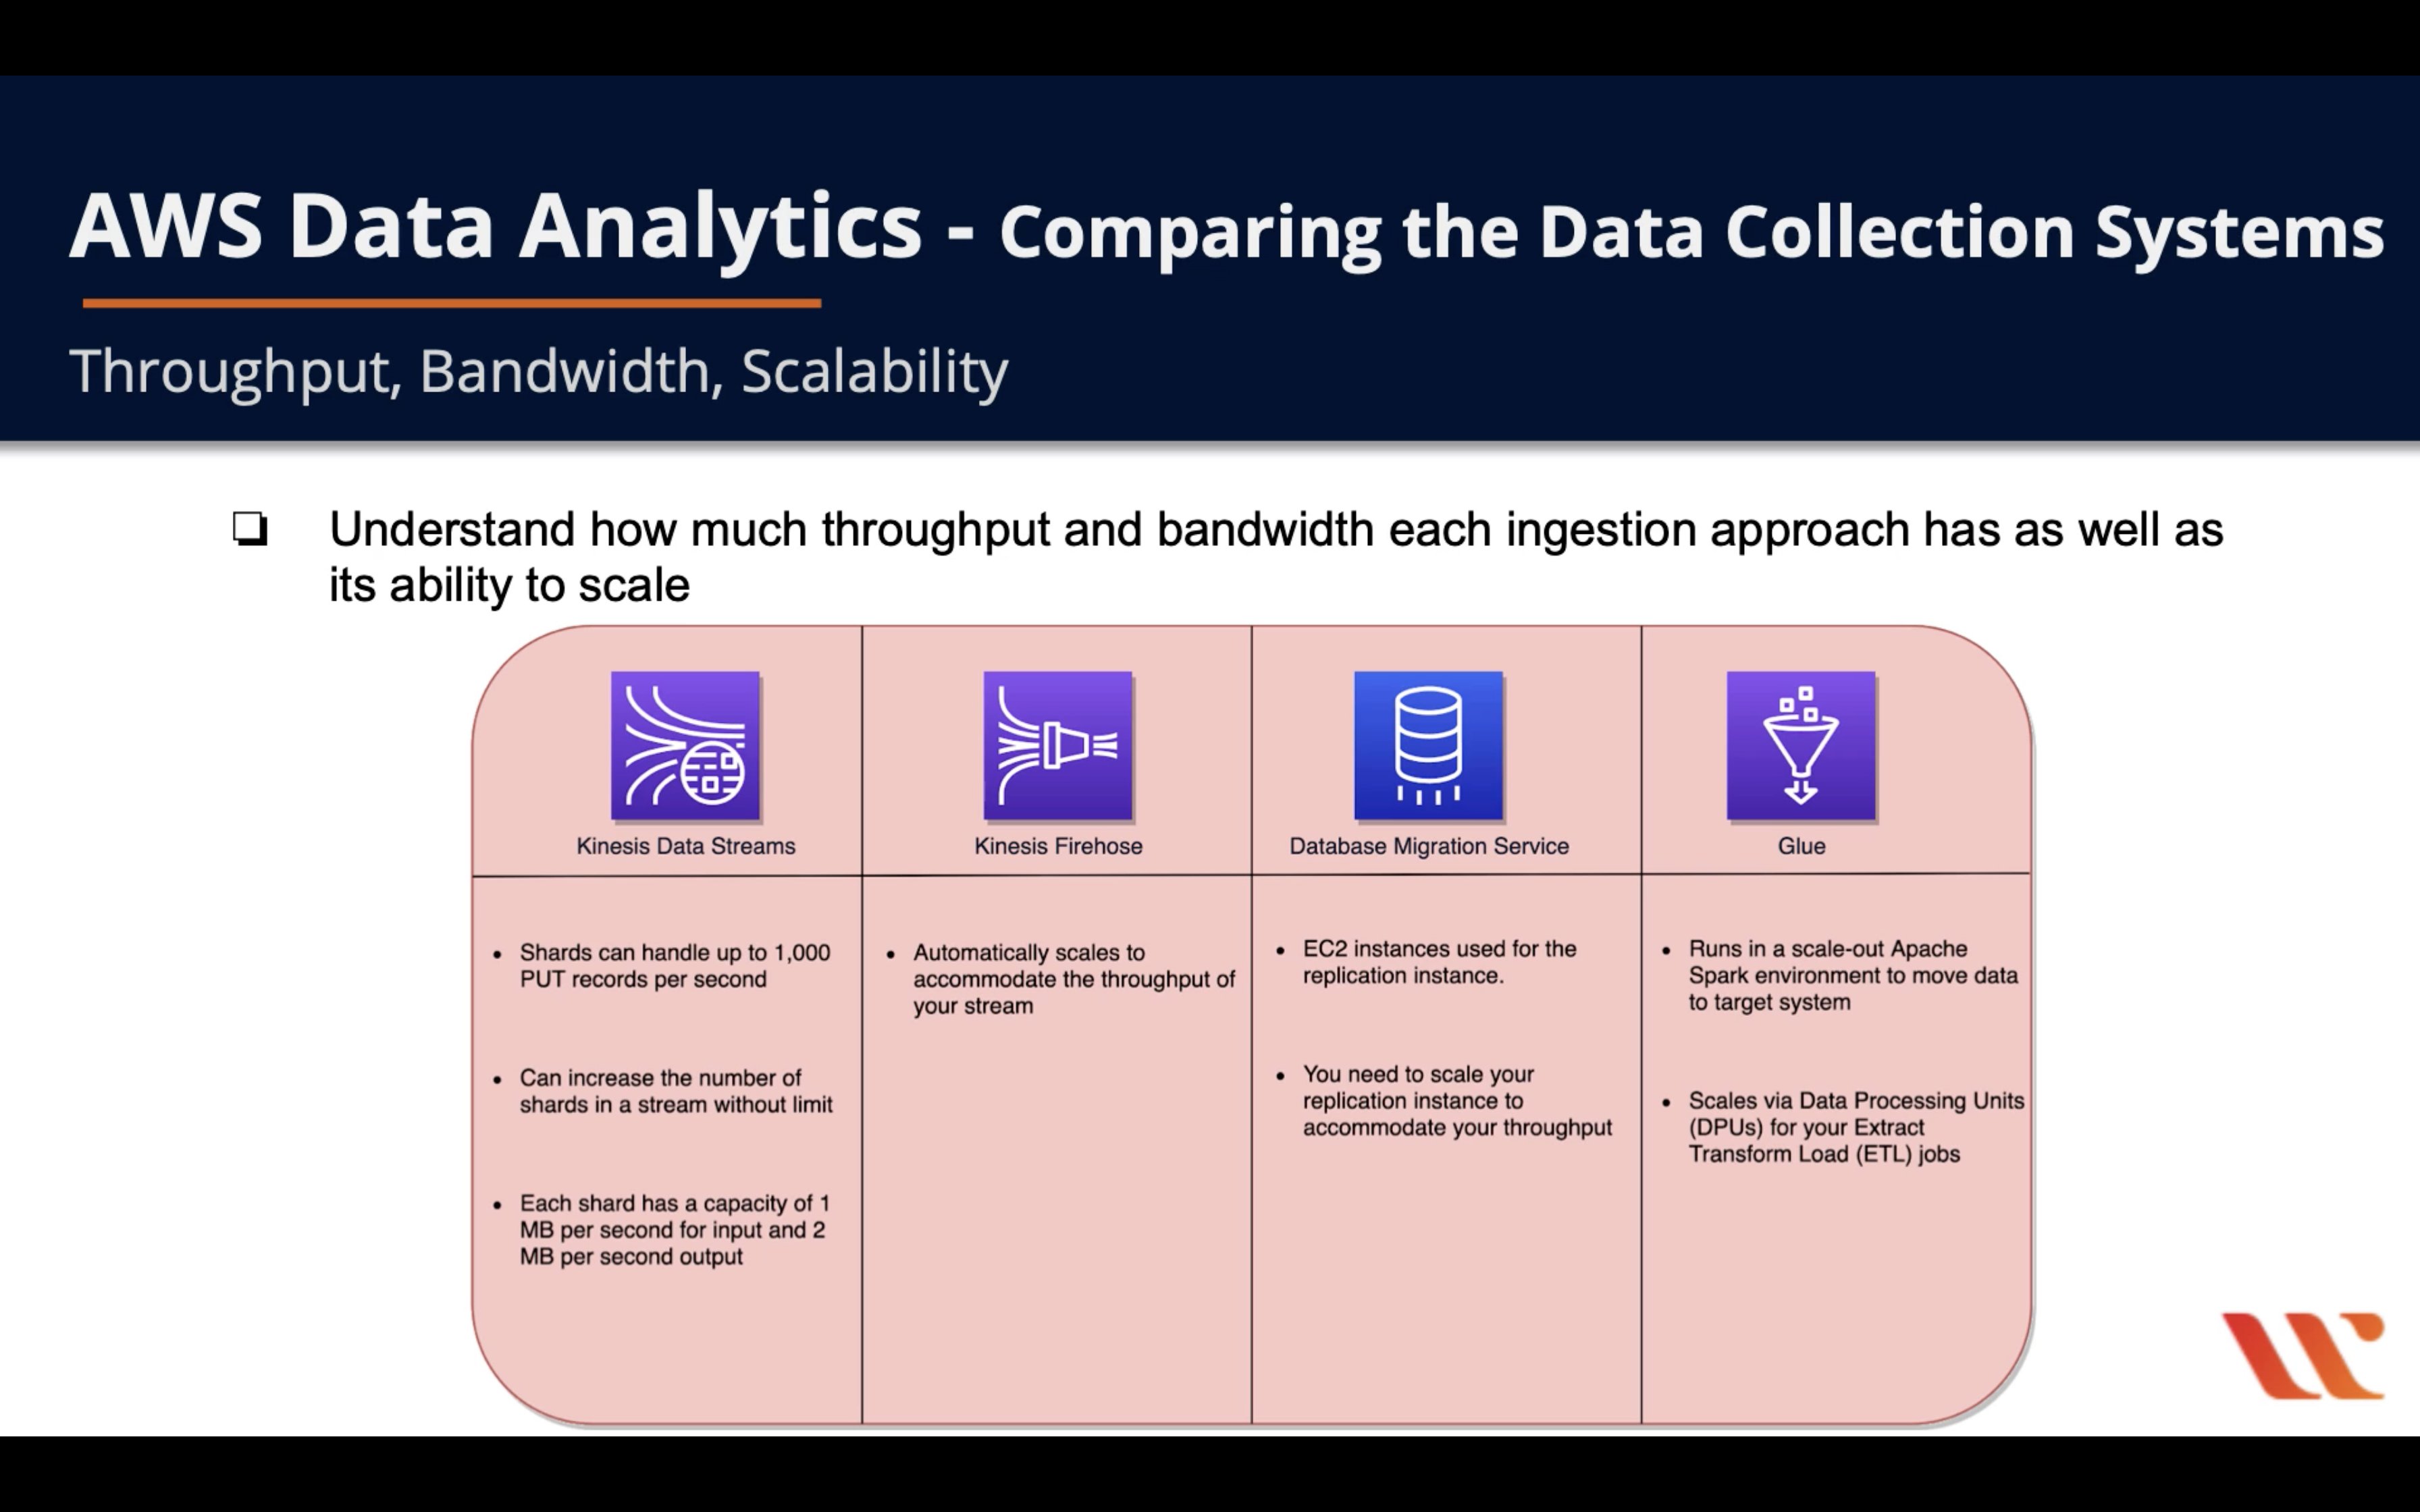 AWS Data Analytics - Comparing the Data Collection Systems
Throughput, Bandwidth, Scalability
Understand how much throughput and bandwidth each ingestion approach has as well as
its ability to scale
Kinesis Data Streams
Kinesis Firehose
Database Migration Service
Glue
Shards can handle up to 1,000
PUT records per second
Can increase the number of
shards in a stream without limit
Each shard has a capacity of 1
MB per second for input and 2
MB per second output
Automatically scales to
accommodate the throughput of
your stream
EC2 instances used for the
replication instance.
You need to scale your
replication instance to
accommodate your throughput
Runs in a scale-out Apache
Spark environment to move data
to target system
Scales via Data Processing Units
(DPUs) for your Extract
Transform Load (ETL) jobs